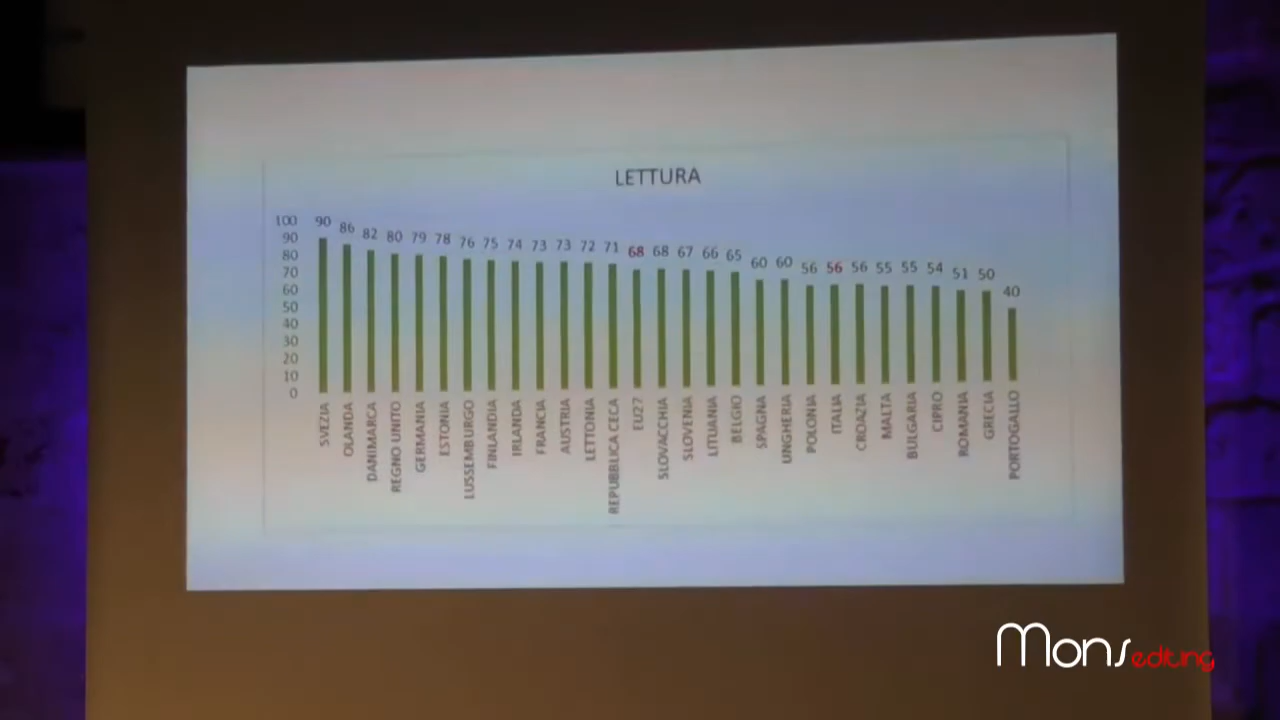 LETTURA
100
90
80
70
60
50
40
30
20
10
0
90 86 82 80 79 78 76 75 74 73 73 72 71 68 68 67 66 65 60 60 56 56 56 55 55 54 51 50 40
SVEZIA
OLANDA
DANIMARCA
REGNO UNITO
GERMANIA
ESTONIA
LUSSEMBURGO
FINLANDIA
IRLANDA
FRANCIA
AUSTRIA
LETTONIA
REPUBBLICA CECA
EU27
SLOVACCHIA
SLOVENIA
LITUANIA
BELGIO
SPAGNA
UNGHERIA
POLONIA
ITALIA
CROAZIA
MALTA
BULGARIA
CIPRO
ROMANIA
GRECIA
PORTOGALLO
Mons editing